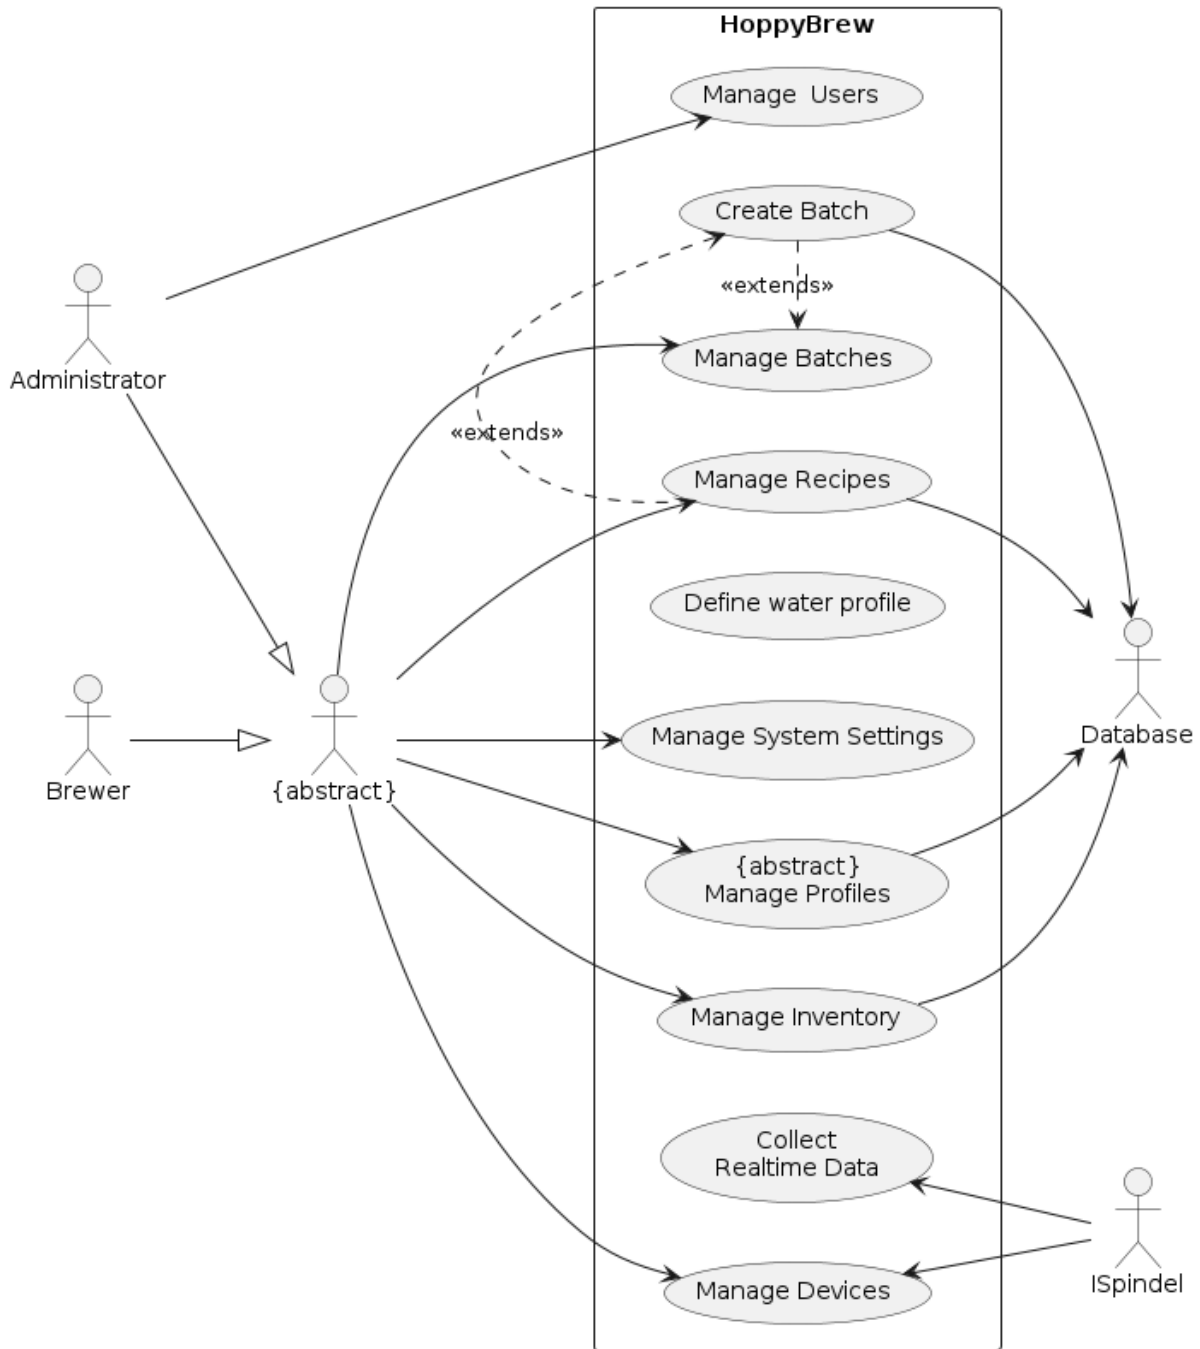 HoppyBrew
Manage  Users
Create Batch
«extends»
Manage Batches
Administrator
«extends»
Manage Recipes
Define water profile
Manage System Settings
Database
Brewer
{abstract}
{abstract}
Manage Profiles
Manage Inventory
Collect
Realtime Data
Manage Devices
ISpindel